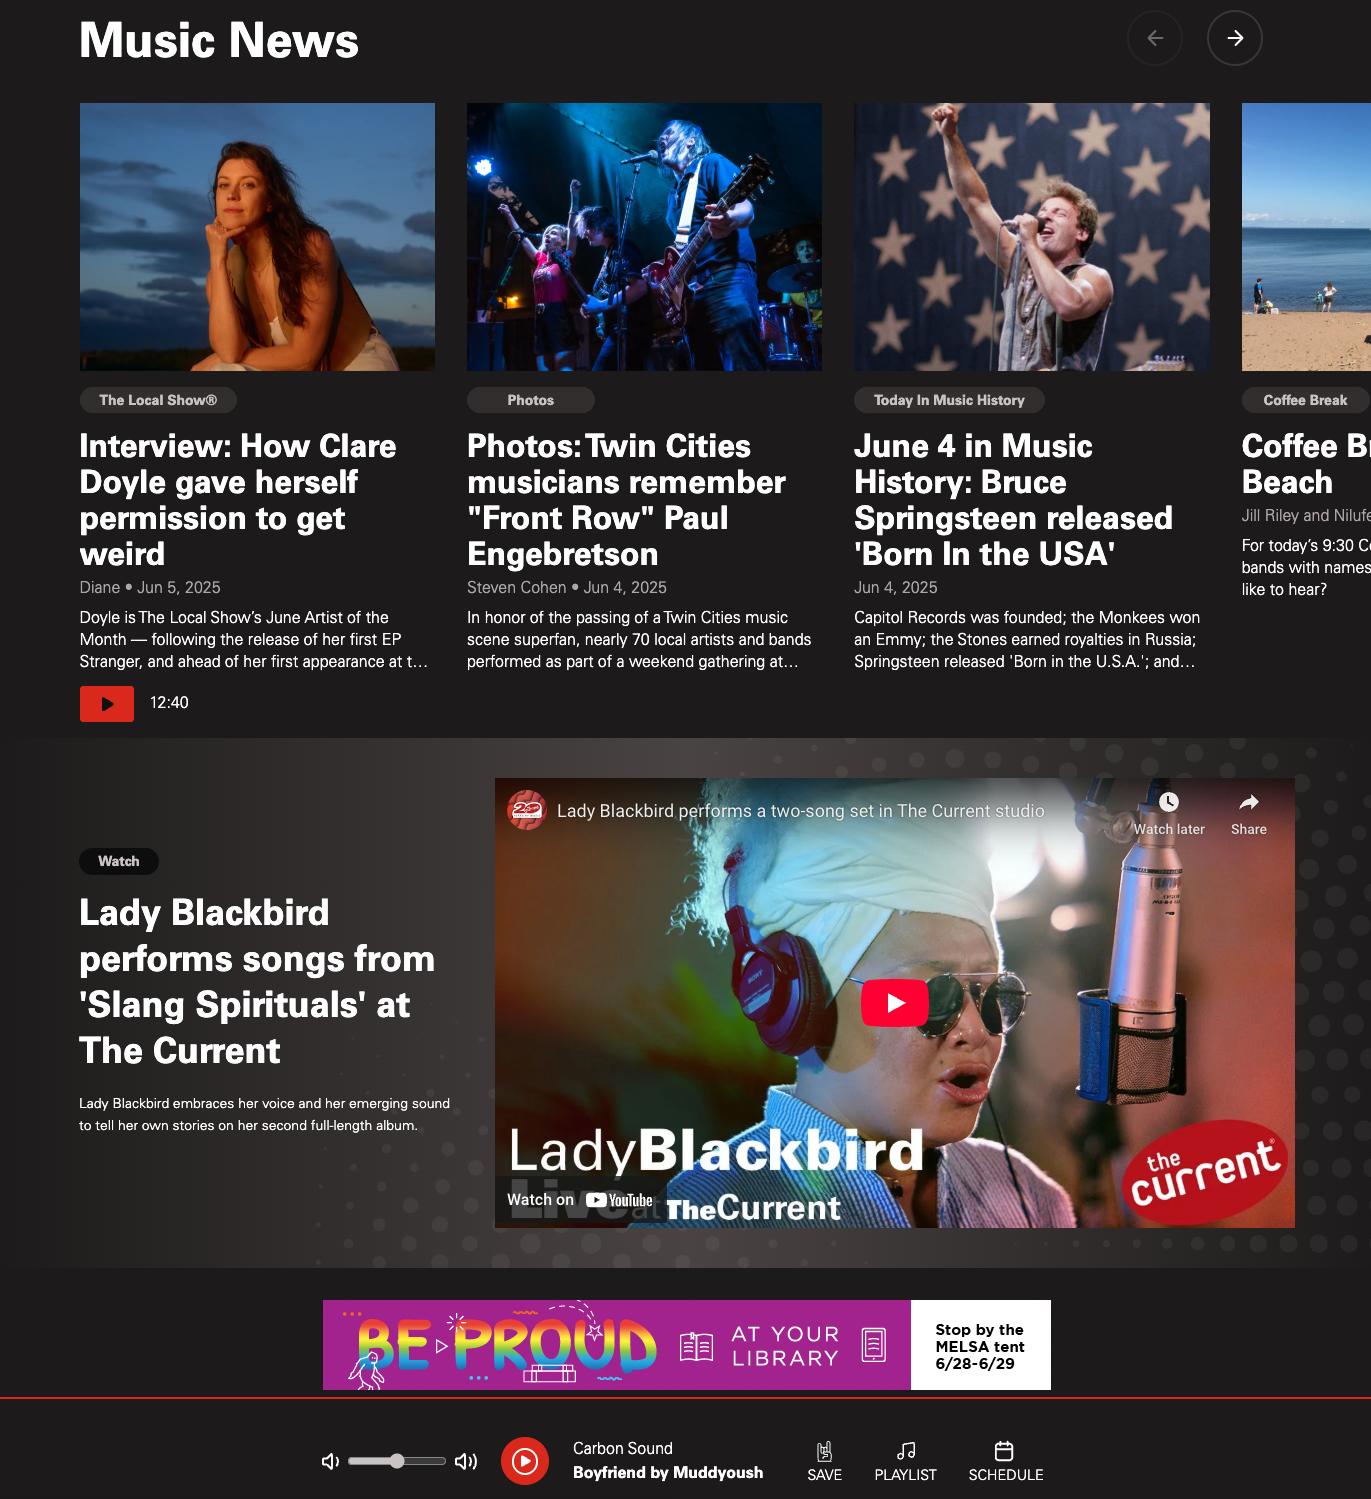 Music News
The Local Show®
Interview: How Clare
Doyle gave herself
permission to get
weird
Diane • Jun 5, 2025
Doyle is The Local Show’s June Artist of the
Month — following the release of her first EP
Stranger, and ahead of her first appearance at t…
12:40
Photos
Photos: Twin Cities
musicians remember
"Front Row" Paul
Engebretson
Steven Cohen • Jun 4, 2025
In honor of the passing of a Twin Cities music
scene superfan, nearly 70 local artists and bands
performed as part of a weekend gathering at…
Today In Music History
June 4 in Music
History: Bruce
Springsteen released
'Born In the USA'
Jun 4, 2025
Capitol Records was founded; the Monkees won
an Emmy; the Stones earned royalties in Russia;
Springsteen released 'Born in the U.S.A.'; and…
Coffee Break
Coffee B
Beach
Jill Riley and Nilufe
For today’s 9:30 C
bands with names
like to hear?
Watch
Lady Blackbird
performs songs from
'Slang Spirituals' at
The Current
Lady Blackbird embraces her voice and her emerging sound
to tell her own stories on her second full-length album.
20
Lady Blackbird performs a two-song set in The Current studio
Watch later
Share
SONY
LadyBlackbird
Live at TheCurrent
Watch on YouTube
the
current®
BE PROUD
AT YOUR
LIBRARY
Stop by the
MELSA tent
6/28-6/29
Carbon Sound
Boyfriend by Muddyoush
SAVE
PLAYLIST
SCHEDULE